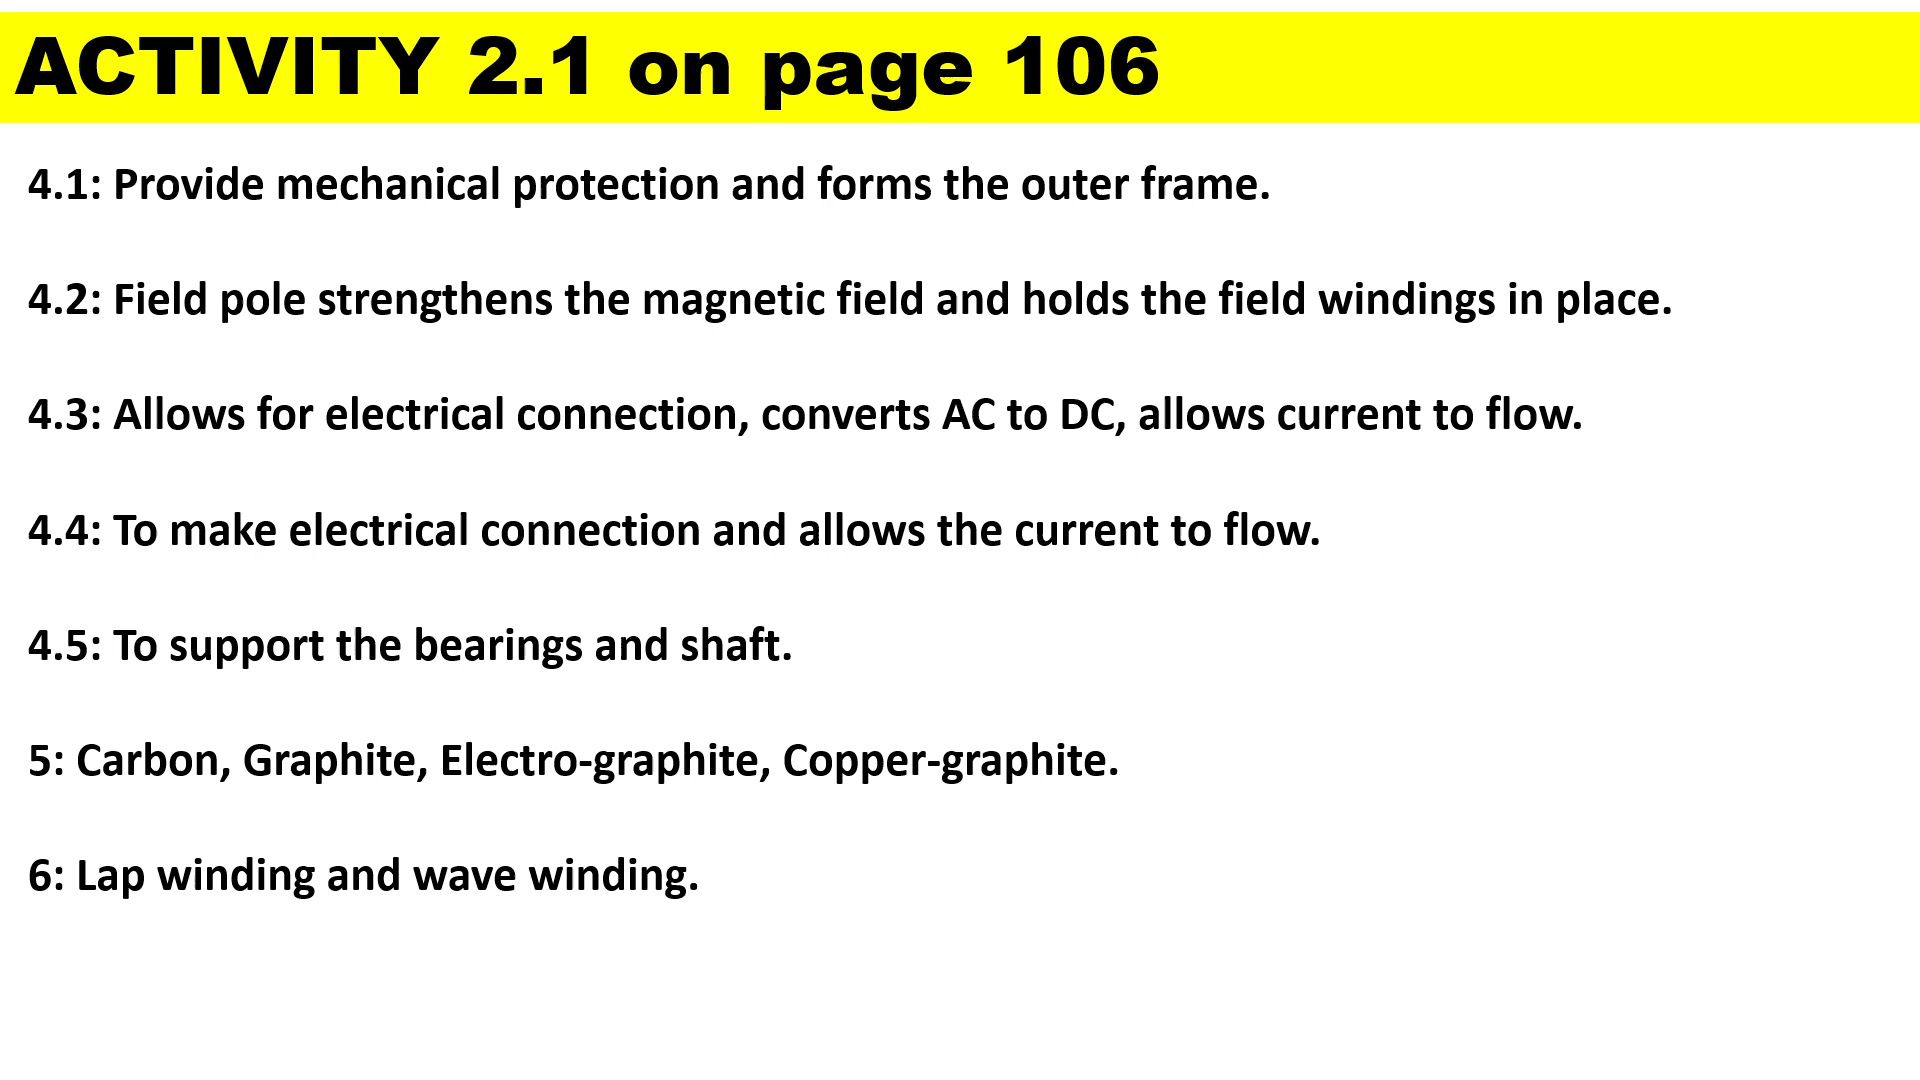 ACTIVITY 2.1 on page 106
4.1: Provide mechanical protection and forms the outer frame.
4.2: Field pole strengthens the magnetic field and holds the field windings in place.
4.3: Allows for electrical connection, converts AC to DC, allows current to flow.
4.4: To make electrical connection and allows the current to flow.
4.5: To support the bearings and shaft.
5: Carbon, Graphite, Electro-graphite, Copper-graphite.
6: Lap winding and wave winding.